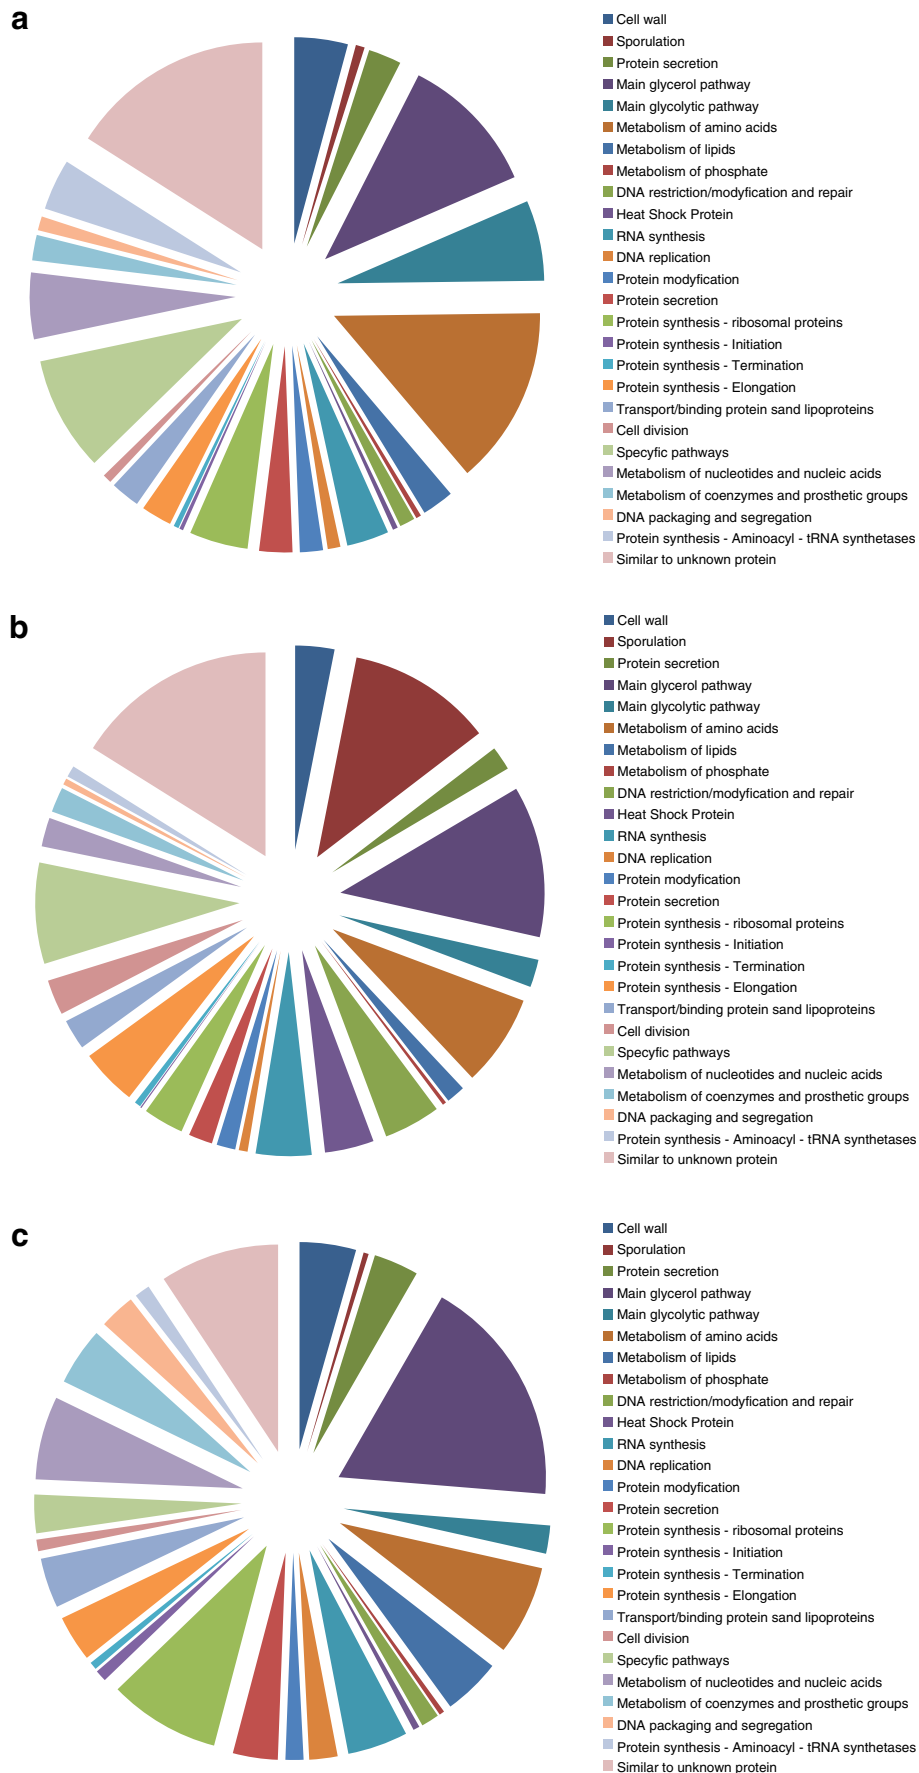 a
Cell wall
Sporulation
Protein secretion
Main glycerol pathway
Main glycolytic pathway
Metabolism of amino acids
Metabolism of lipids
Metabolism of phosphate
DNA restriction/modyfication and repair
Heat Shock Protein
RNA synthesis
DNA replication
Protein modyfication
Protein secretion
Protein synthesis - ribosomal proteins
Protein synthesis - Initiation
Protein synthesis - Termination
Protein synthesis - Elongation
Transport/binding protein sand lipoproteins
Cell division
Specyfic pathways
Metabolism of nucleotides and nucleic acids
Metabolism of coenzymes and prosthetic groups
DNA packaging and segregation
Protein synthesis - Aminoacyl - tRNA synthetases
Similar to unknown protein
b
Cell wall
Sporulation
Protein secretion
Main glycerol pathway
Main glycolytic pathway
Metabolism of amino acids
Metabolism of lipids
Metabolism of phosphate
DNA restriction/modyfication and repair
Heat Shock Protein
RNA synthesis
DNA replication
Protein modyfication
Protein secretion
Protein synthesis - ribosomal proteins
Protein synthesis - Initiation
Protein synthesis - Termination
Protein synthesis - Elongation
Transport/binding protein sand lipoproteins
Cell division
Specyfic pathways
Metabolism of nucleotides and nucleic acids
Metabolism of coenzymes and prosthetic groups
DNA packaging and segregation
Protein synthesis - Aminoacyl - tRNA synthetases
Similar to unknown protein
c
Cell wall
Sporulation
Protein secretion
Main glycerol pathway
Main glycolytic pathway
Metabolism of amino acids
Metabolism of lipids
Metabolism of phosphate
DNA restriction/modyfication and repair
Heat Shock Protein
RNA synthesis
DNA replication
Protein modyfication
Protein secretion
Protein synthesis - ribosomal proteins
Protein synthesis - Initiation
Protein synthesis - Termination
Protein synthesis - Elongation
Transport/binding protein sand lipoproteins
Cell division
Specyfic pathways
Metabolism of nucleotides and nucleic acids
Metabolism of coenzymes and prosthetic groups
DNA packaging and segregation
Protein synthesis - Aminoacyl - tRNA synthetases
Similar to unknown protein